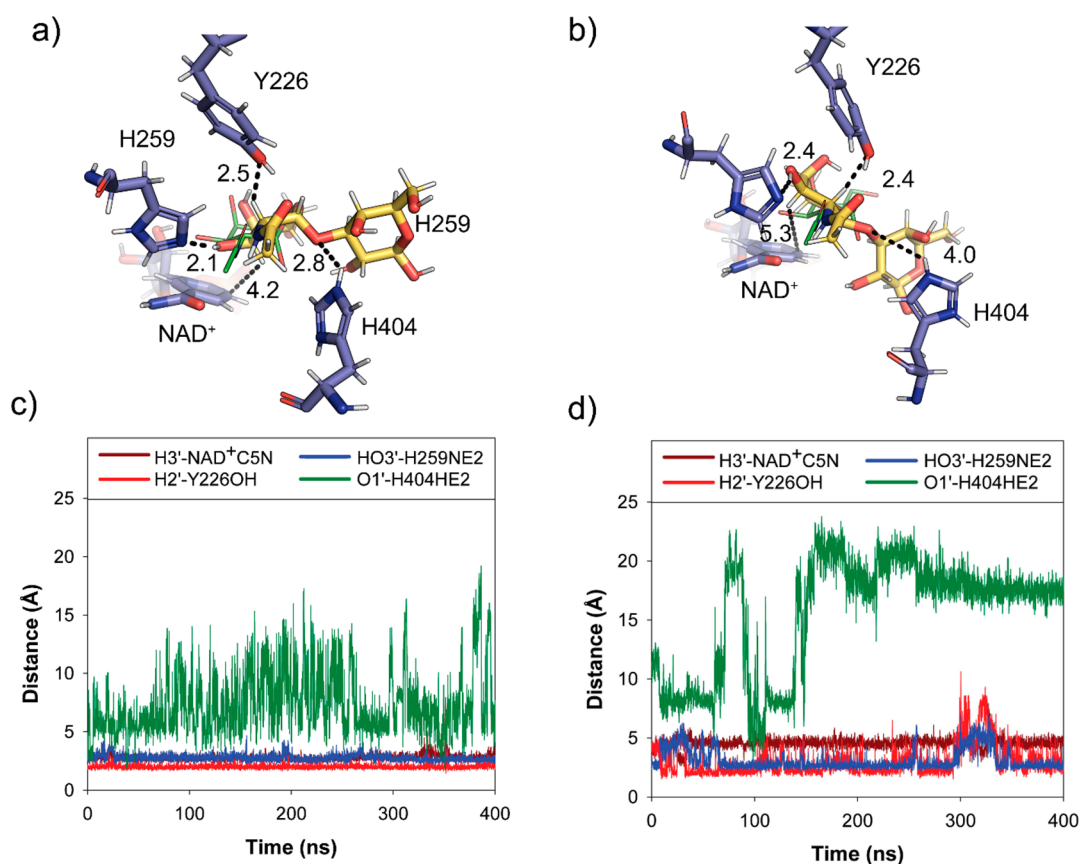 a)
Y226
H259
2.5
H259
2.1
2.8
4.2
NAD+
H404
b)
Y226
2.4
2.4
5.3
4.0
NAD+
H404
c)
H3'-NAD+C5N
HO3'-H259NE2
H2'-Y226OH
O1'-H404HE2
25
20
15
10
5
0
Distance (Å)
0
100
200
300
400
Time (ns)
d)
H3'-NAD+C5N
HO3'-H259NE2
H2'-Y226OH
O1'-H404HE2
25
20
15
10
5
0
Distance (Å)
0
100
200
300
400
Time (ns)